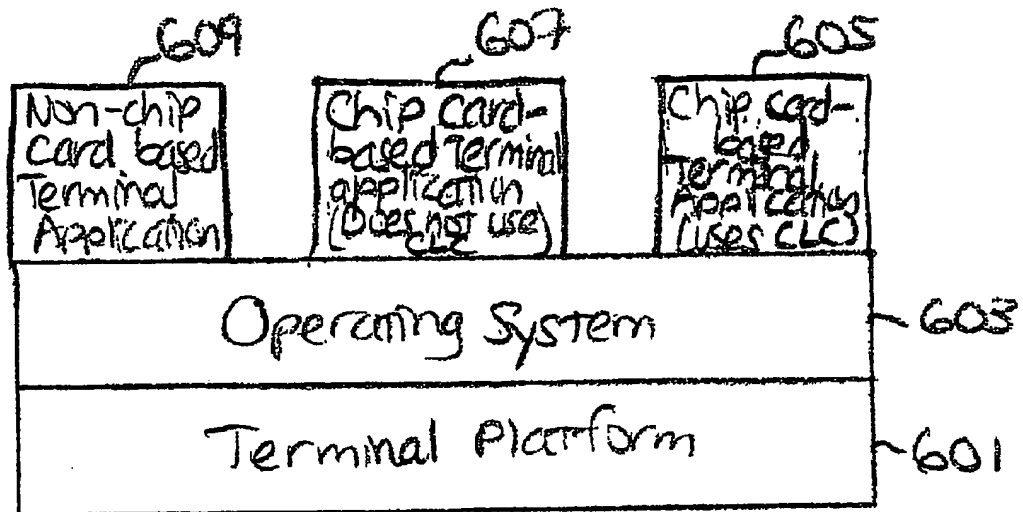 609
607
605
Non-chip
card based
Terminal
Application
Chip card-
based Terminal
application
(Does not use
CLC)
Chip card-
based
Terminal
Application
(uses CLC)
Operating System
603
Terminal Platform
601